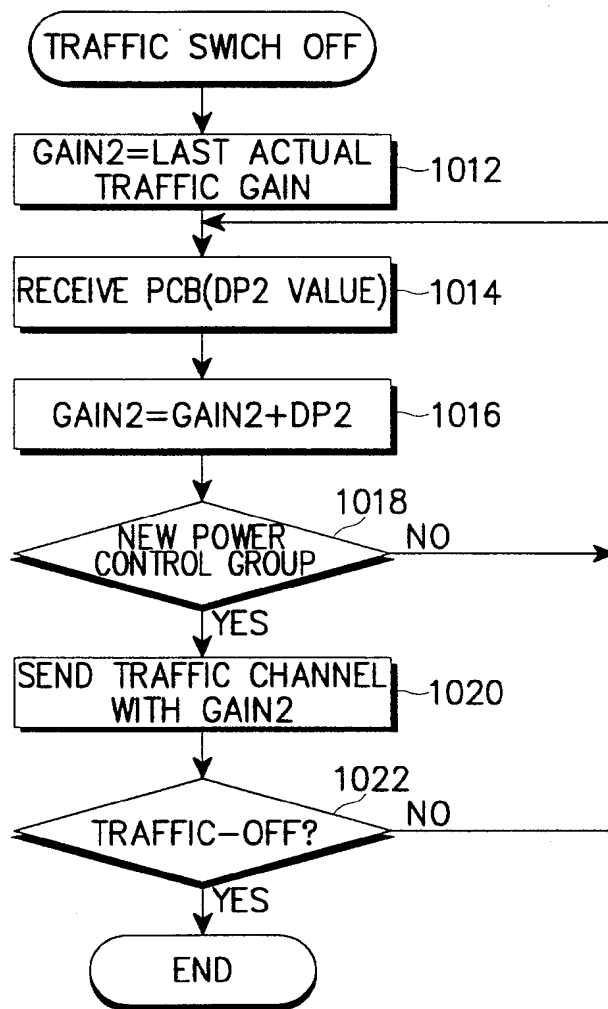 TRAFFIC SWICH OFF
GAIN2=LAST ACTUAL
TRAFFIC GAIN
1012
RECEIVE PCB(DP2 VALUE)
1014
GAIN2=GAIN2+DP2
1016
1018
NEW POWER
CONTROL GROUP
NO
YES
SEND TRAFFIC CHANNEL
WITH GAIN2
1020
1022
TRAFFIC-OFF?
NO
YES
END